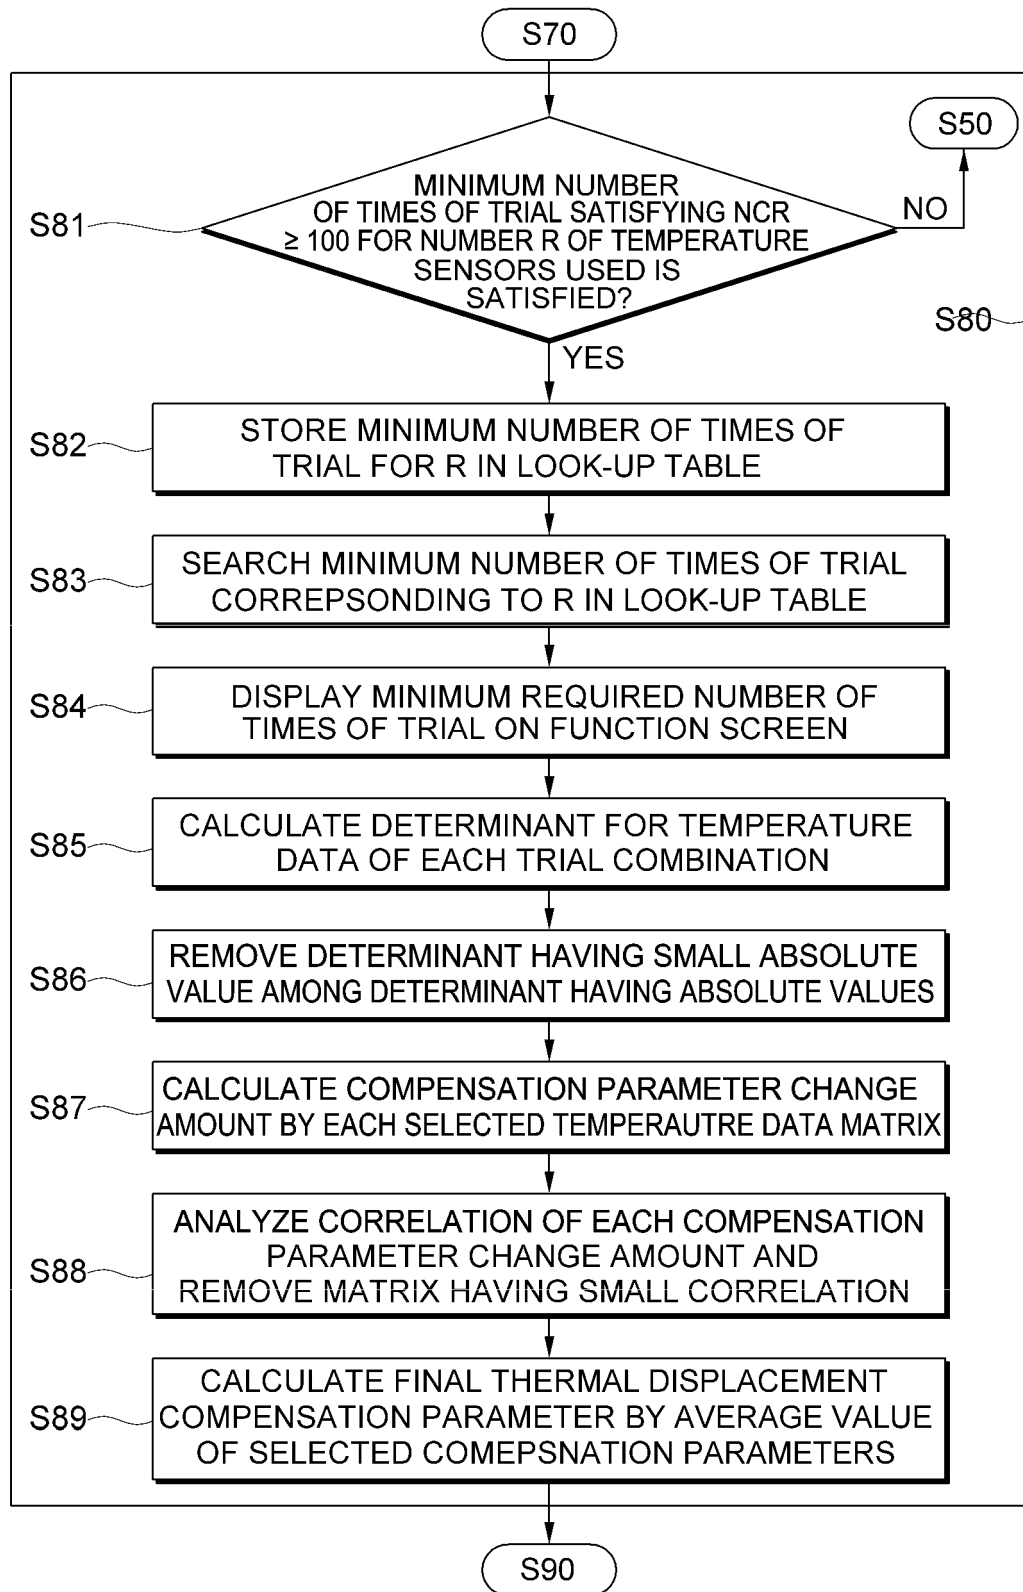 S70
S50
S81
MINIMUM NUMBER
OF TIMES OF TRIAL SATISFYING NCR
≥ 100 FOR NUMBER R OF TEMPERATURE
SENSORS USED IS
SATISFIED?
NO
S80
YES
S82
STORE MINIMUM NUMBER OF TIMES OF
TRIAL FOR R IN LOOK-UP TABLE
S83
SEARCH MINIMUM NUMBER OF TIMES OF TRIAL
CORREPSONDING TO R IN LOOK-UP TABLE
S84
DISPLAY MINIMUM REQUIRED NUMBER OF
TIMES OF TRIAL ON FUNCTION SCREEN
S85
CALCULATE DETERMINANT FOR TEMPERATURE
DATA OF EACH TRIAL COMBINATION
S86
REMOVE DETERMINANT HAVING SMALL ABSOLUTE
VALUE AMONG DETERMINANT HAVING ABSOLUTE VALUES
S87
CALCULATE COMPENSATION PARAMETER CHANGE
AMOUNT BY EACH SELECTED TEMPERAUTRE DATA MATRIX
S88
ANALYZE CORRELATION OF EACH COMPENSATION
PARAMETER CHANGE AMOUNT AND
REMOVE MATRIX HAVING SMALL CORRELATION
S89
CALCULATE FINAL THERMAL DISPLACEMENT
COMPENSATION PARAMETER BY AVERAGE VALUE
OF SELECTED COMEPSNATION PARAMETERS
S90